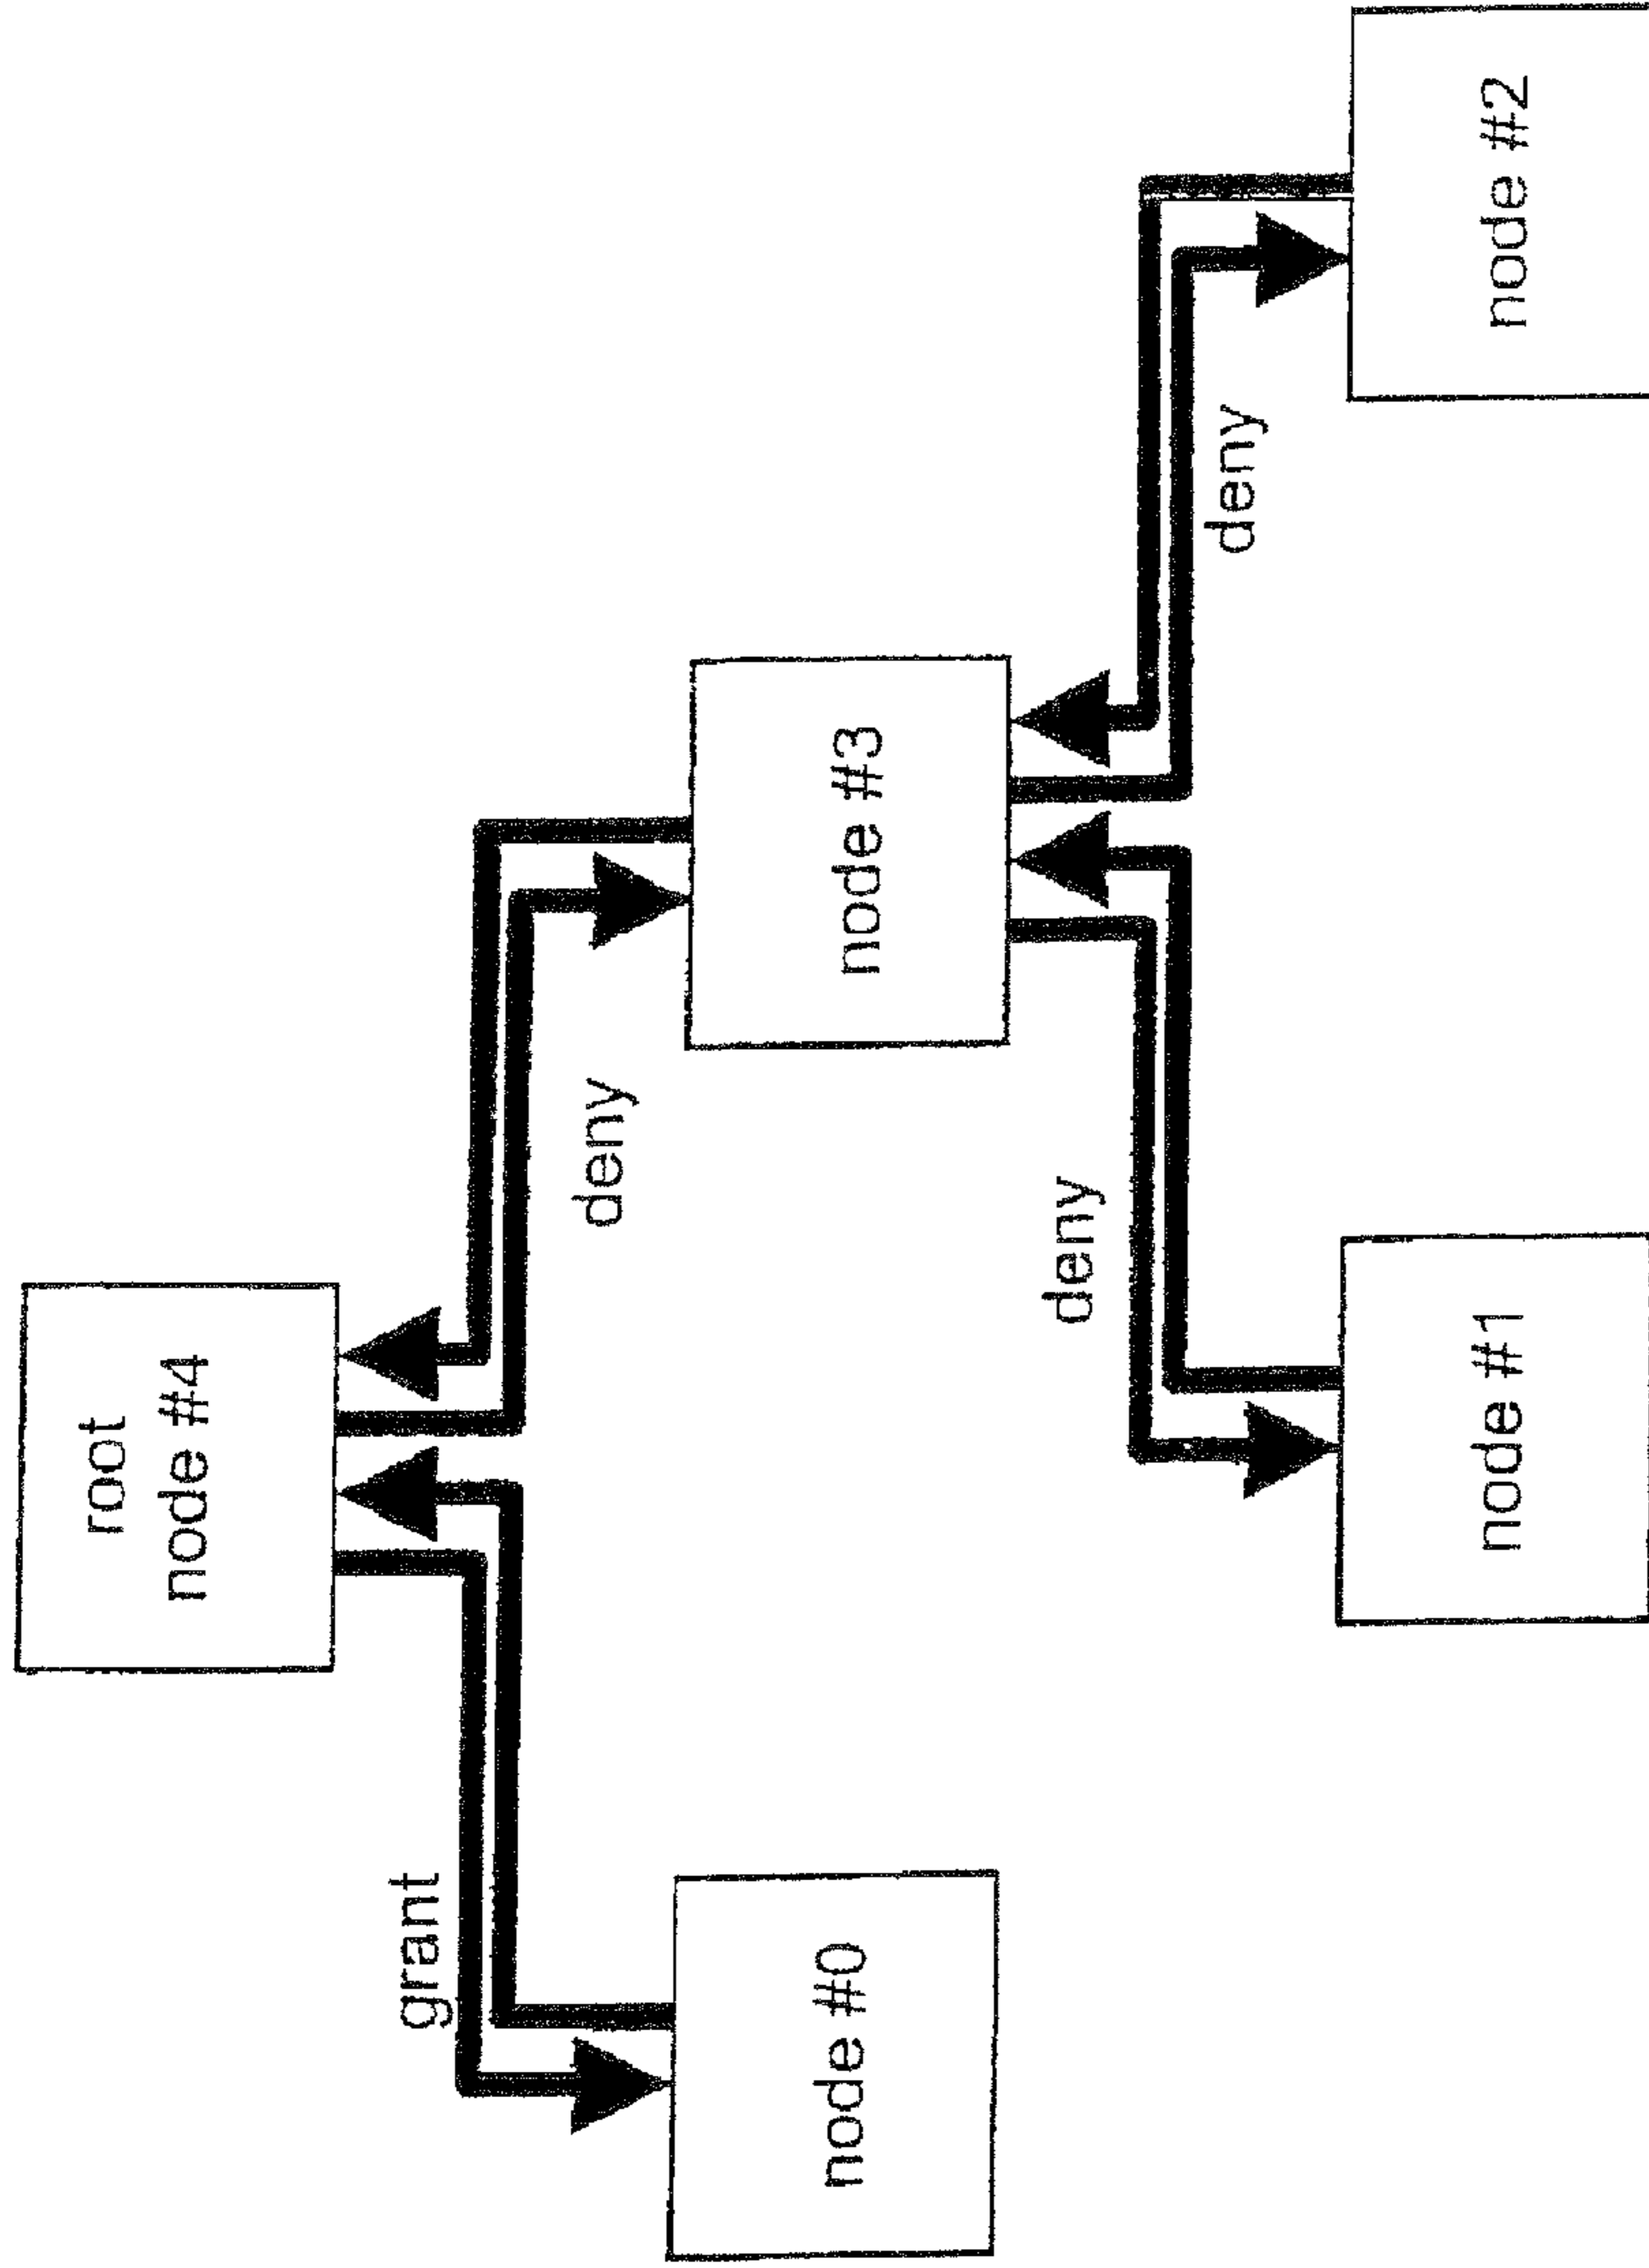 root
node #4
grant
deny
node #0
node #3
deny
deny
node #1
node #2